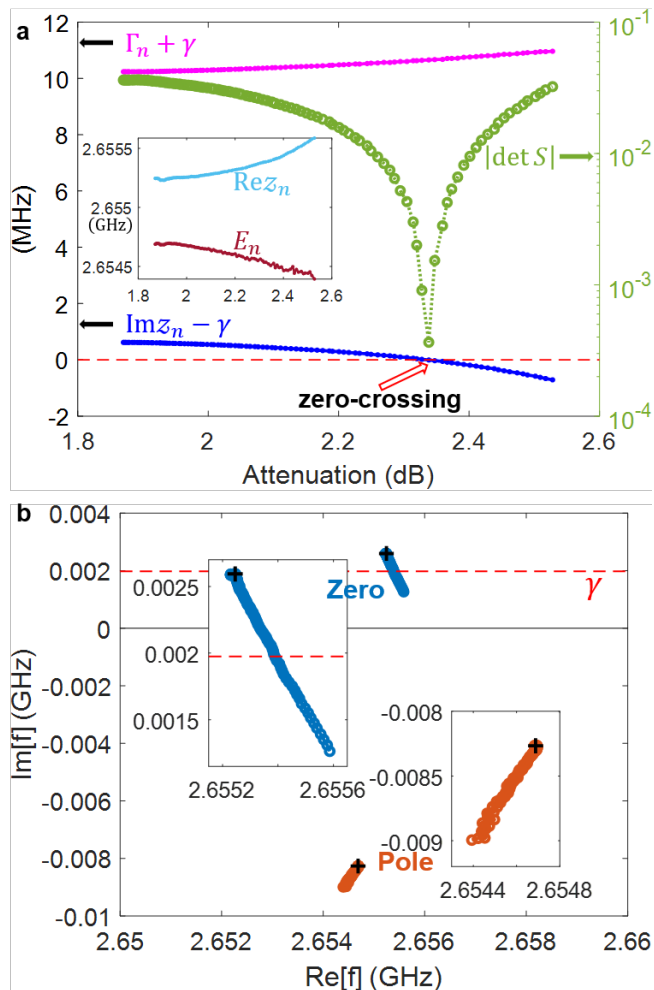 a
12
10
8
6
4
2
0
-2
(MHz)
Γₙ + γ
|det S|
10⁻¹
10⁻²
10⁻³
10⁻⁴
2.6555
2.655
(GHz)
2.6545
Re zₙ
Eₙ
1.8 2 2.2 2.4 2.6
Im zₙ − γ
zero-crossing
1.8 2 2.2 2.4 2.6
Attenuation (dB)
b
0.004
0.002
0
-0.002
-0.004
-0.006
-0.008
-0.01
Im[f] (GHz)
Zero
γ
0.0025
0.002
0.0015
2.6552 2.6556
-0.008
-0.0085
-0.009
2.6544 2.6548
Pole
2.65 2.652 2.654 2.656 2.658 2.66
Re[f] (GHz)